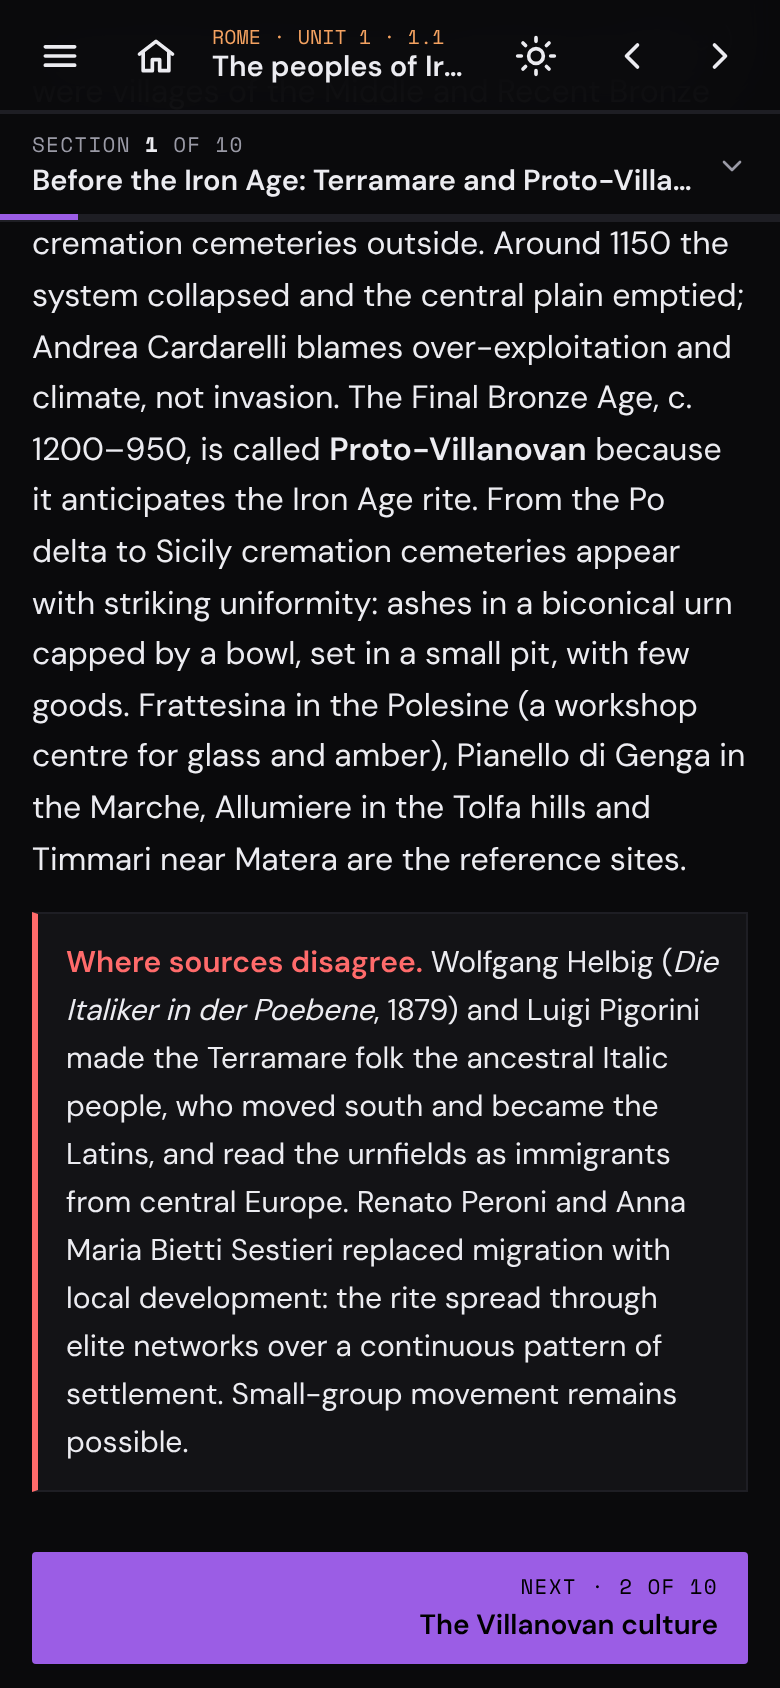 ROME · UNIT 1 · 1.1
The peoples of Ir...
were villages of the Middle and Recent Bronze
SECTION 1 OF 10
Before the Iron Age: Terramare and Proto-Villa...
cremation cemeteries outside. Around 1150 the
system collapsed and the central plain emptied;
Andrea Cardarelli blames over-exploitation and
climate, not invasion. The Final Bronze Age, c.
1200–950, is called Proto-Villanovan because
it anticipates the Iron Age rite. From the Po
delta to Sicily cremation cemeteries appear
with striking uniformity: ashes in a biconical urn
capped by a bowl, set in a small pit, with few
goods. Frattesina in the Polesine (a workshop
centre for glass and amber), Pianello di Genga in
the Marche, Allumiere in the Tolfa hills and
Timmari near Matera are the reference sites.
Where sources disagree. Wolfgang Helbig (Die
Italiker in der Poebene, 1879) and Luigi Pigorini
made the Terramare folk the ancestral Italic
people, who moved south and became the
Latins, and read the urnfields as immigrants
from central Europe. Renato Peroni and Anna
Maria Bietti Sestieri replaced migration with
local development: the rite spread through
elite networks over a continuous pattern of
settlement. Small-group movement remains
possible.
NEXT · 2 OF 10
The Villanovan culture